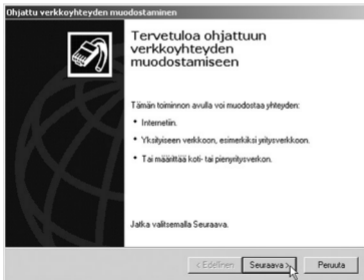 Ohjattu verkkoyhteyden muodostaminen
Tervetuloa ohjattuun
verkkoyhteyden
muodostamiseen
Tämän toiminnon avulla voi muodostaa yhteyden:
• Internetiin.
• Yksityiseen verkkoon, esimerkiksi yritysverkkoon.
• Tai määrittää koti- tai pienyritysverkon.
Jatka valitsemalla Seuraava.
< Edellinen Seuraava > Peruuta